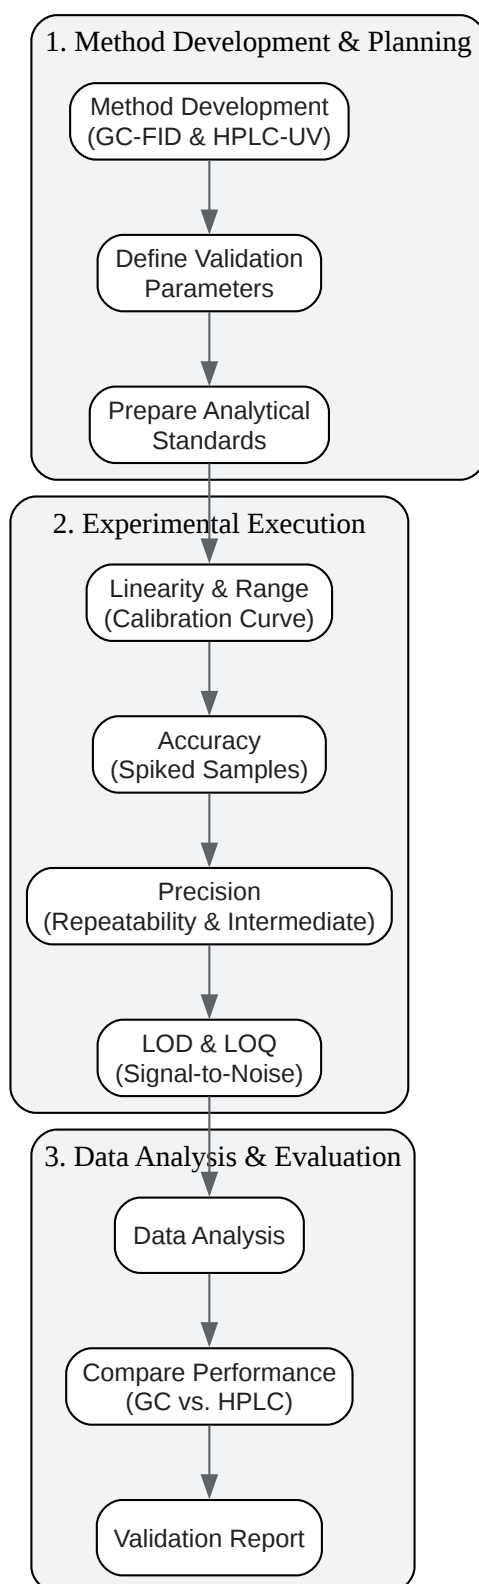 1. Method Development & Planning
Method Development
(GC-FID & HPLC-UV)
Define Validation
Parameters
Prepare Analytical
Standards
2. Experimental Execution
Linearity & Range
(Calibration Curve)
Accuracy
(Spiked Samples)
Precision
(Repeatability & Intermediate)
LOD & LOQ
(Signal-to-Noise)
3. Data Analysis & Evaluation
Data Analysis
Compare Performance
(GC vs. HPLC)
Validation Report